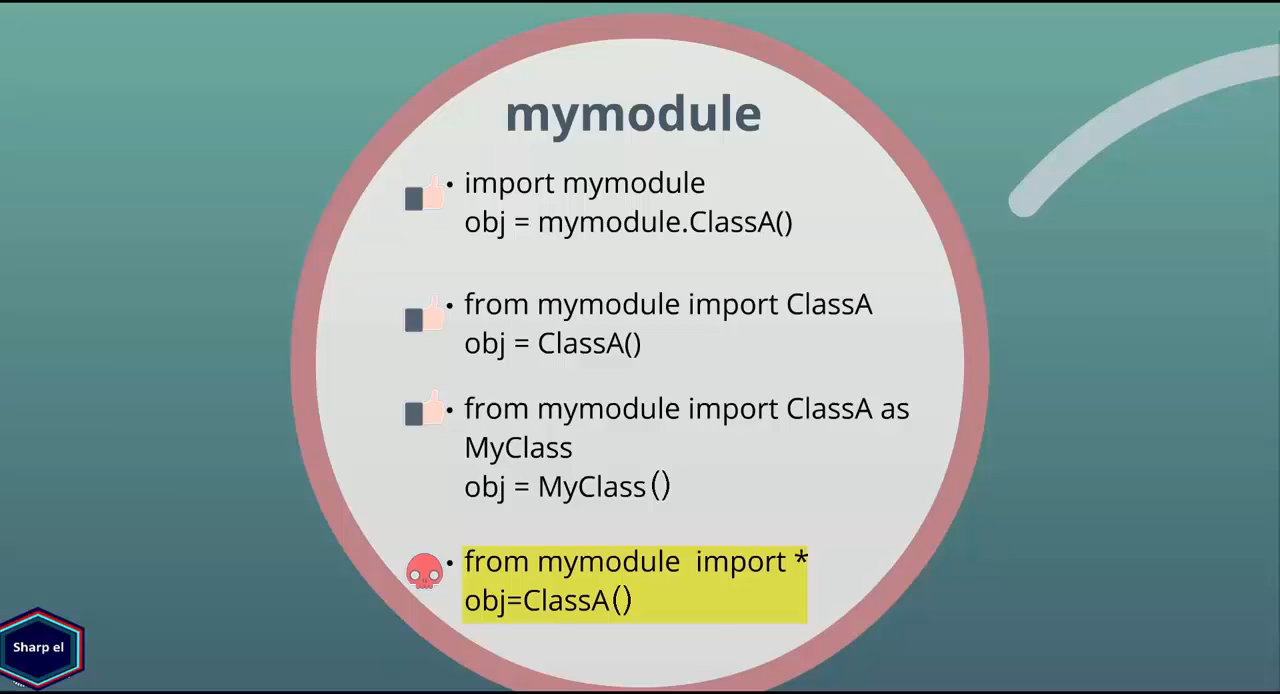 mymodule
• import mymodule
obj = mymodule.ClassA()
• from mymodule import ClassA
obj = ClassA()
• from mymodule import ClassA as
MyClass
obj = MyClass()
• from mymodule  import *
obj=ClassA()
Sharp el